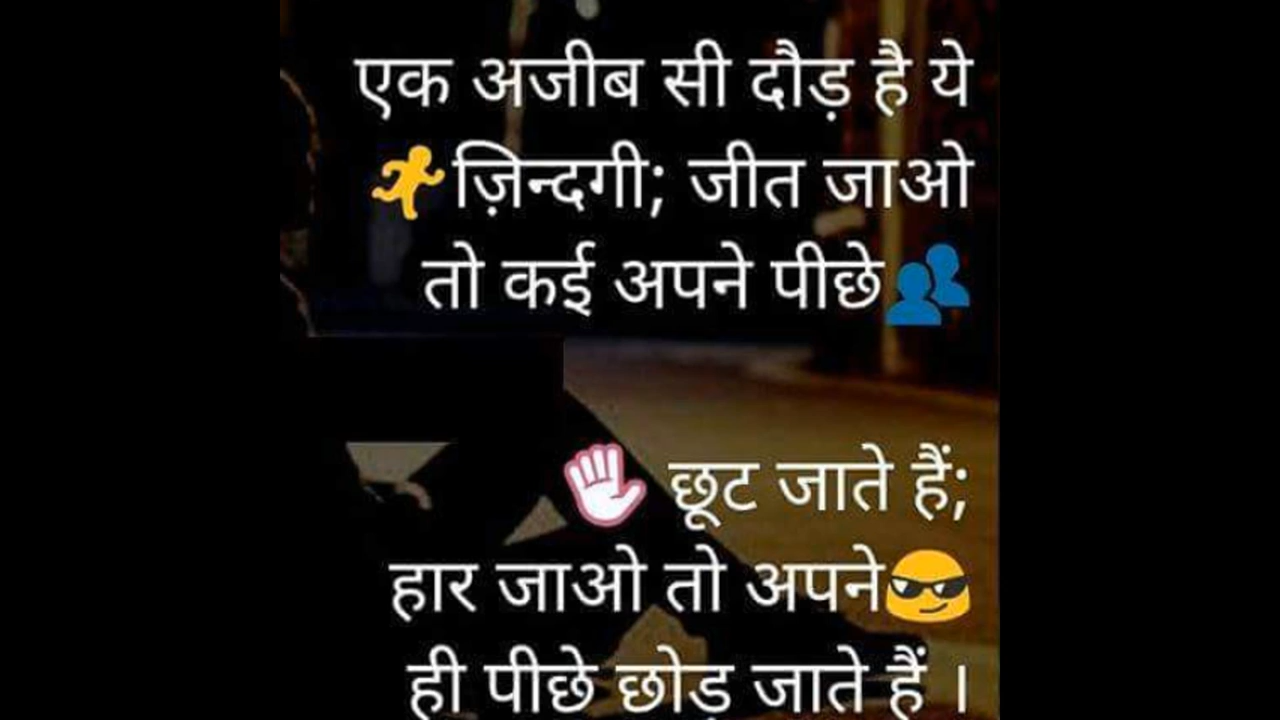 एक अजीब सी दौड़ है ये
🏃ज़िन्दगी; जीत जाओ
तो कई अपने पीछे👥
👋 छूट जाते हैं;
हार जाओ तो अपने😎
ही पीछे छोड़ जाते हैं ।